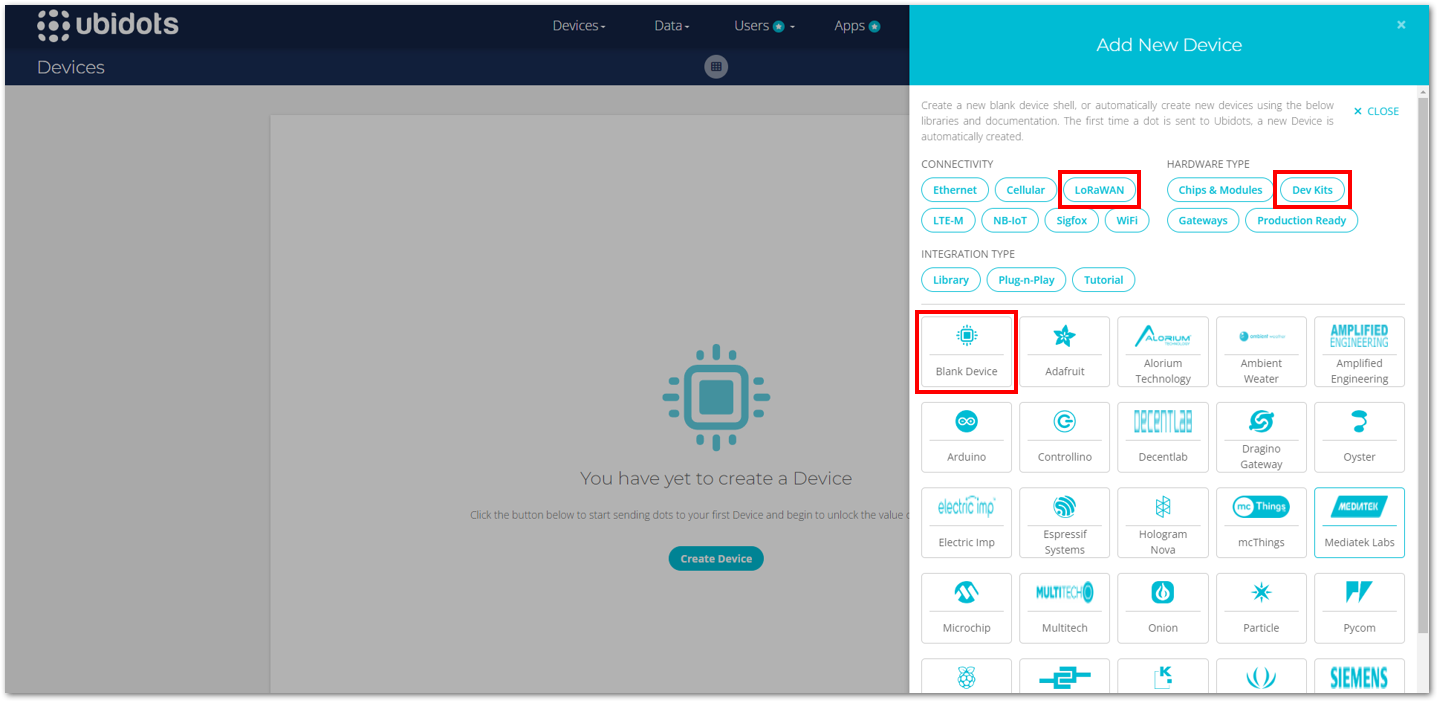 ubidots
Devices
Data
Users
Apps
Devices
×
Add New Device
Create a new blank device shell, or automatically create new devices using the below
libraries and documentation. The first time a dot is sent to Ubidots, a new Device is
automatically created.
× CLOSE
CONNECTIVITY
Ethernet
Cellular
LoRaWAN
LTE-M
NB-IoT
Sigfox
WiFi
HARDWARE TYPE
Chips & Modules
Dev Kits
Gateways
Production Ready
INTEGRATION TYPE
Library
Plug-n-Play
Tutorial
Blank Device
Adafruit
ALORIUM
TECHNOLOGY
Alorium
Technology
ambient weather
Ambient
Weater
AMPLIFIED
ENGINEERING
Amplified
Engineering
Arduino
Controllino
DECENTLAB
Decentlab
Dragino
Gateway
Oyster
electric imp
Electric Imp
Espressif
Systems
Hologram
Nova
mc Things
mcThings
MEDIATEK
Mediatek Labs
Microchip
MULTITECH
Multitech
Onion
Particle
Pycom
K
SIEMENS
You have yet to create a Device
Click the button below to start sending dots to your first Device and begin to unlock the value
Create Device